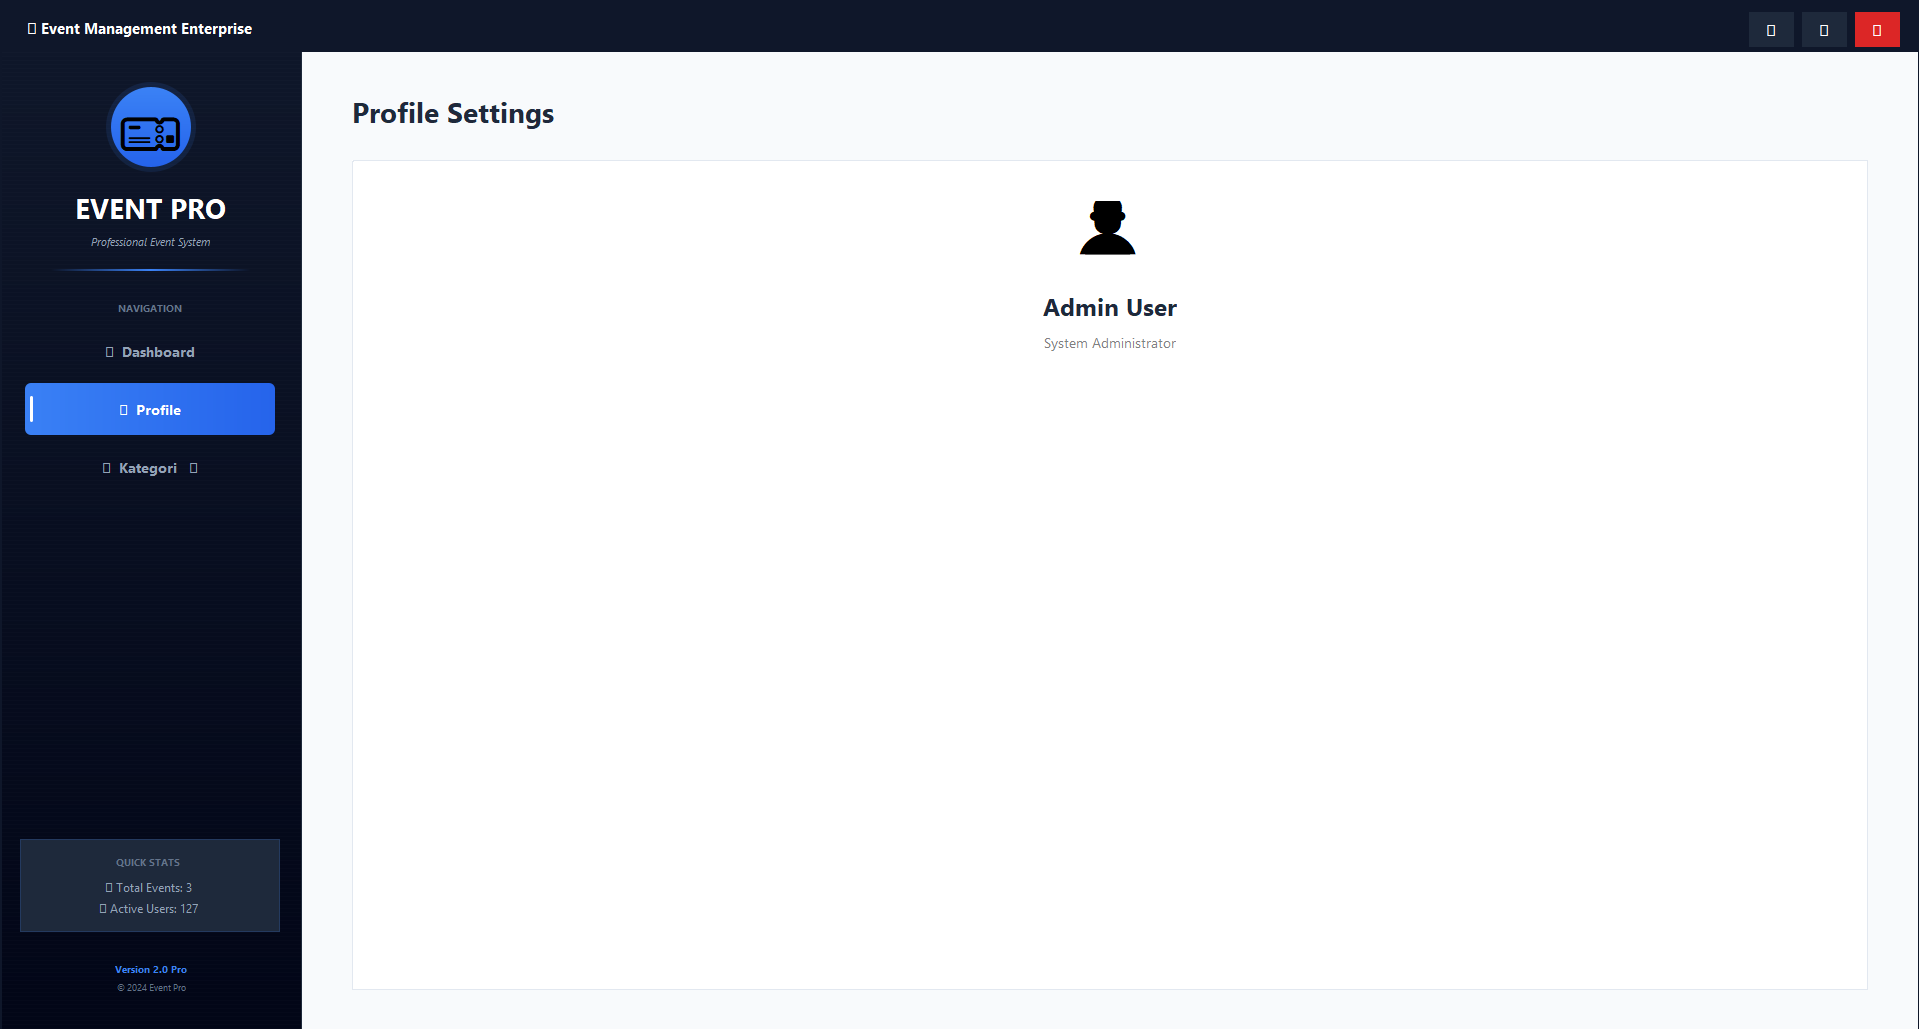 Event Management Enterprise
EVENT PRO
Professional Event System
NAVIGATION
Dashboard
Profile
Kategori
QUICK STATS
Total Events: 3
Active Users: 127
Version 2.0 Pro
© 2024 Event Pro
Profile Settings
Admin User
System Administrator